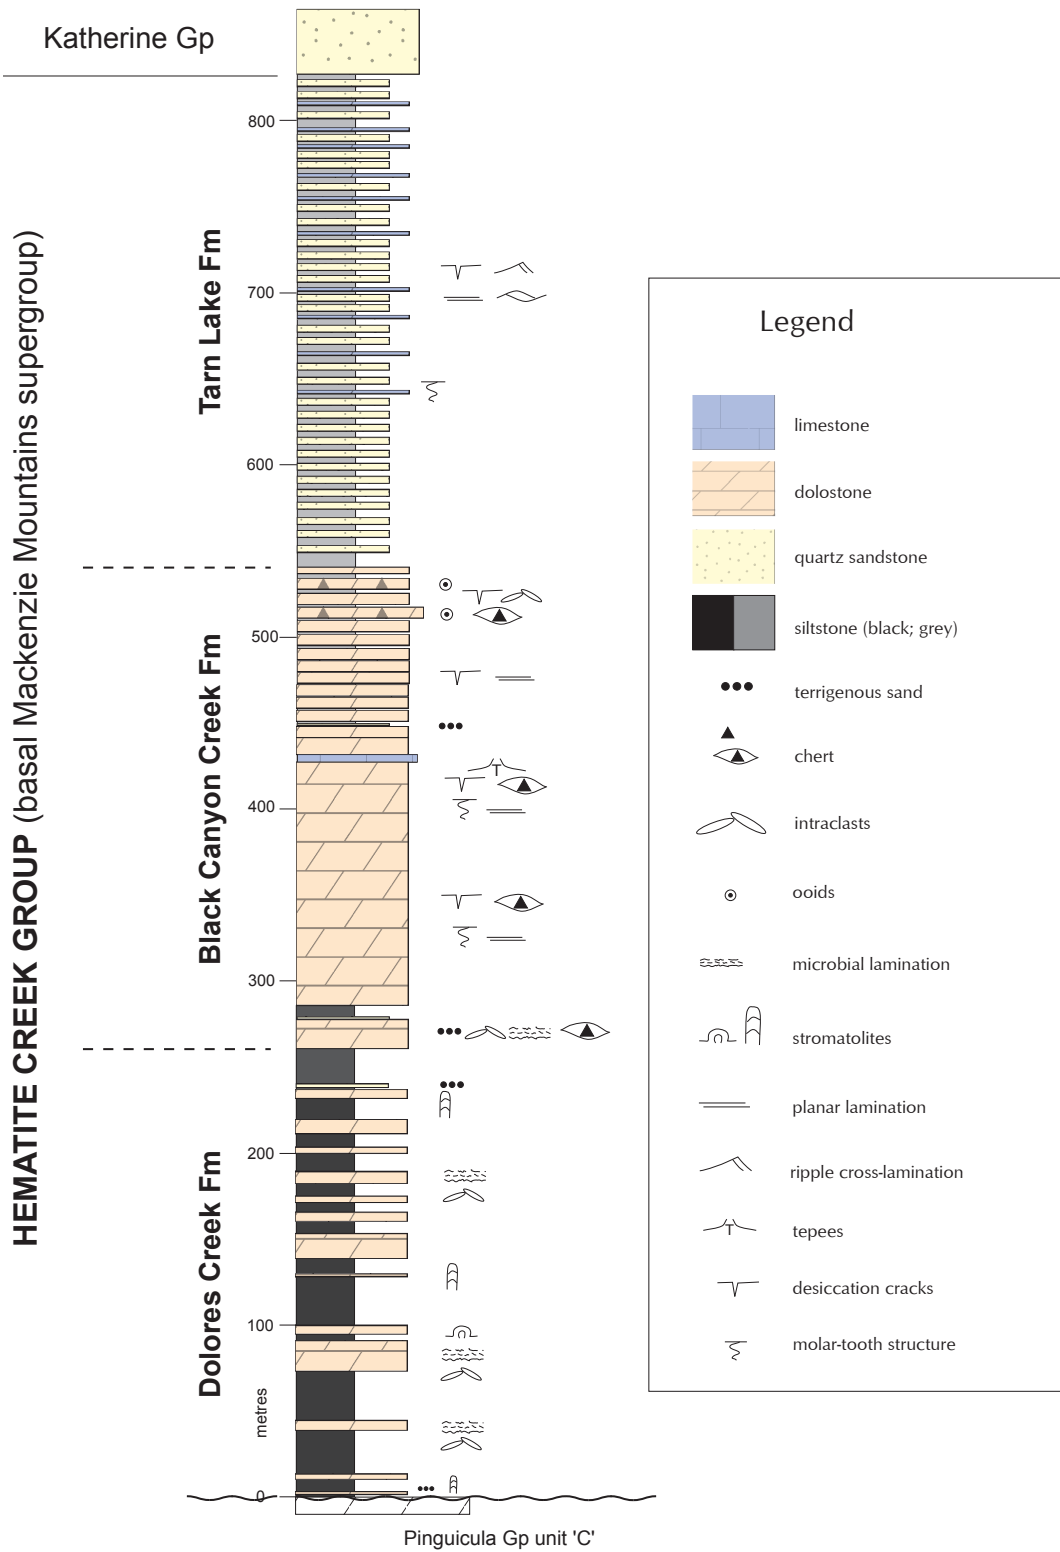 Katherine Gp
HEMATITE CREEK GROUP (basal Mackenzie Mountains supergroup)
Tarn Lake Fm
Black Canyon Creek Fm
Dolores Creek Fm
800
700
600
500
400
300
200
100
0
metres
T
Pinguicula Gp unit 'C'
Legend
limestone
dolostone
quartz sandstone
siltstone (black; grey)
terrigenous sand
chert
intraclasts
ooids
microbial lamination
stromatolites
planar lamination
ripple cross-lamination
T
tepees
desiccation cracks
molar-tooth structure